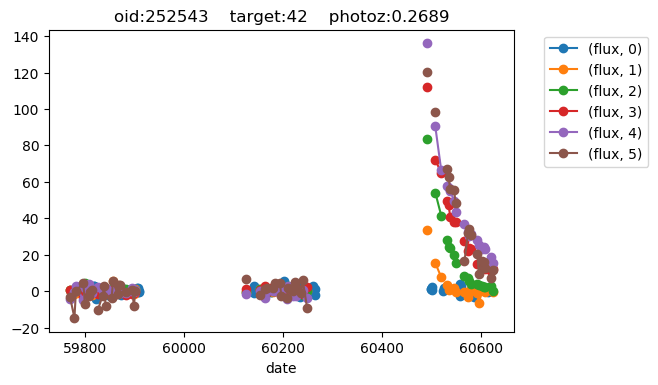 oid:252543    target:42    photoz:0.2689
140
120
100
80
60
40
20
0
−20
59800
60000
60200
60400
60600
date
(flux, 0)
(flux, 1)
(flux, 2)
(flux, 3)
(flux, 4)
(flux, 5)